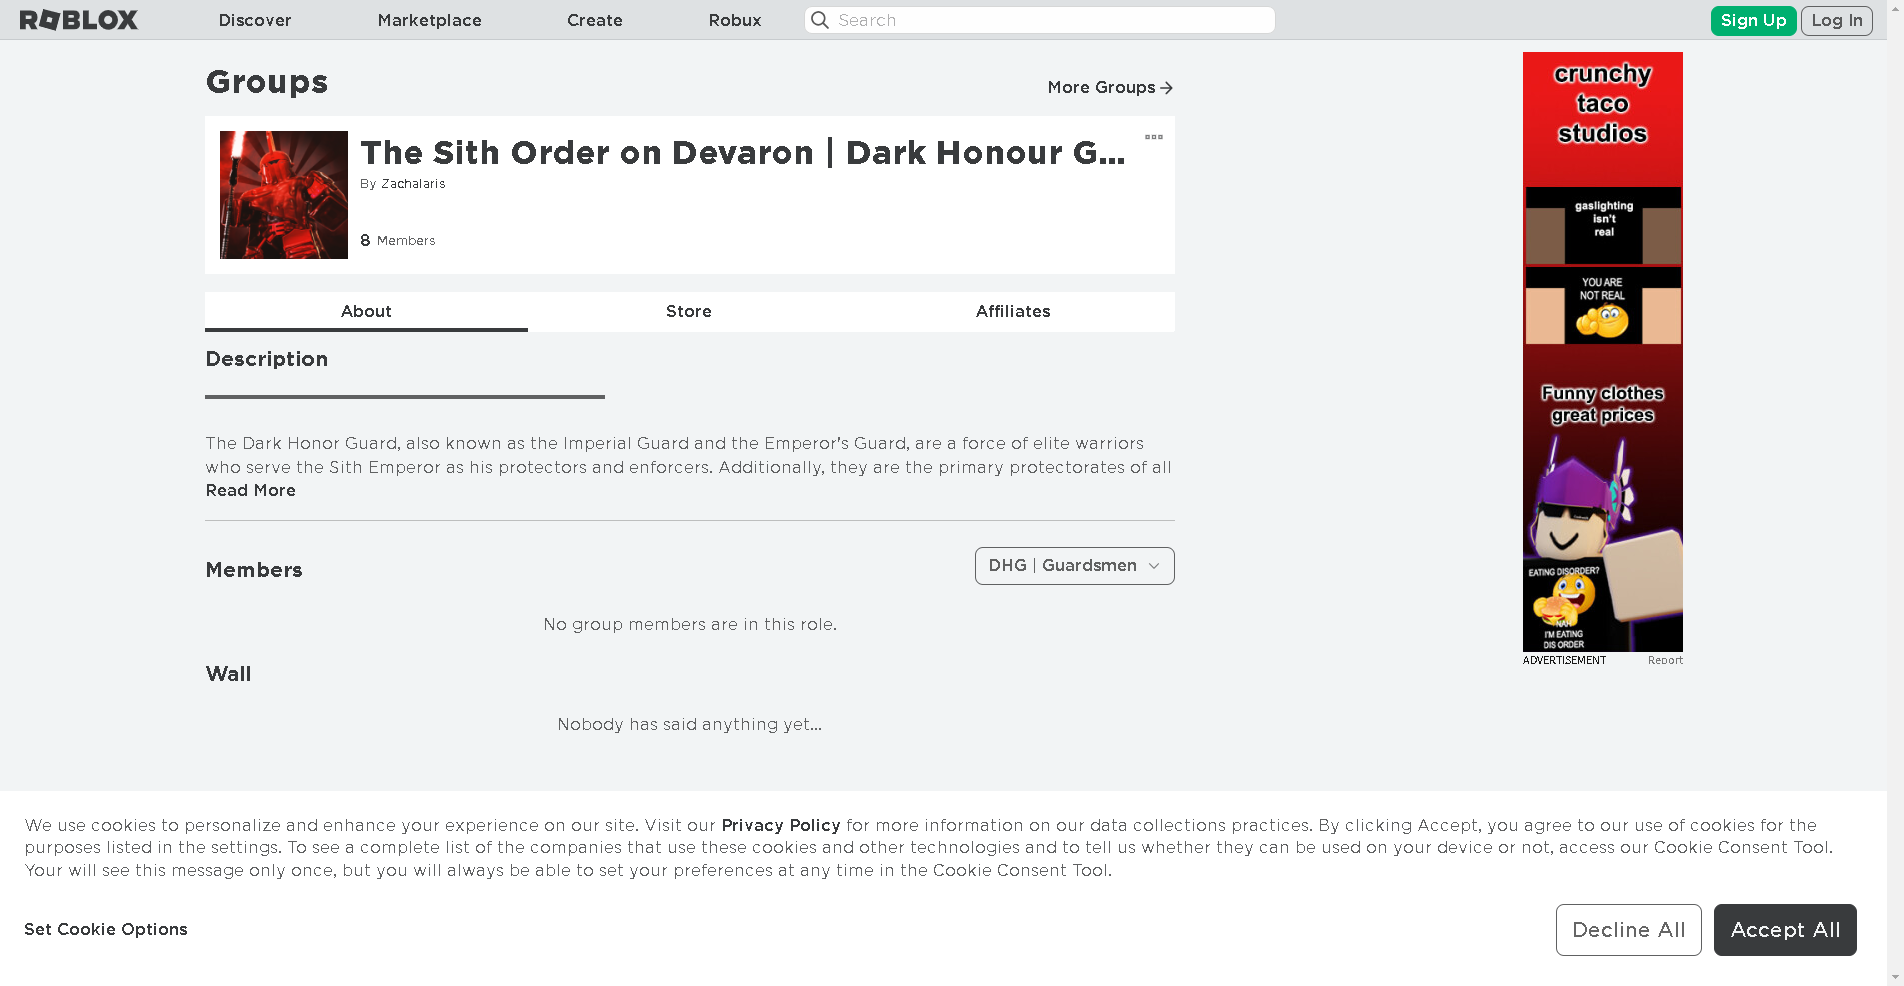 ROBLOX
Discover
Marketplace
Create
Robux
Search
Sign Up
Log In
Groups
More Groups
The Sith Order on Devaron | Dark Honour G...
By Zachalaris
8 Members
About
Store
Affiliates
Description
The Dark Honor Guard, also known as the Imperial Guard and the Emperor's Guard, are a force of elite warriors
who serve the Sith Emperor as his protectors and enforcers. Additionally, they are the primary protectorates of all
Read More
Members
DHG | Guardsmen
No group members are in this role.
Wall
Nobody has said anything yet...
crunchy
taco
studios
gaslighting
isn't
real
YOU ARE
NOT REAL
Funny clothes
great prices
EATING DISORDER?
NAH
I'M EATING
DIS ORDER
ADVERTISEMENT
Report
We use cookies to personalize and enhance your experience on our site. Visit our Privacy Policy for more information on our data collections practices. By clicking Accept, you agree to our use of cookies for the
purposes listed in the settings. To see a complete list of the companies that use these cookies and other technologies and to tell us whether they can be used on your device or not, access our Cookie Consent Tool.
Your will see this message only once, but you will always be able to set your preferences at any time in the Cookie Consent Tool.
Set Cookie Options
Decline All
Accept All